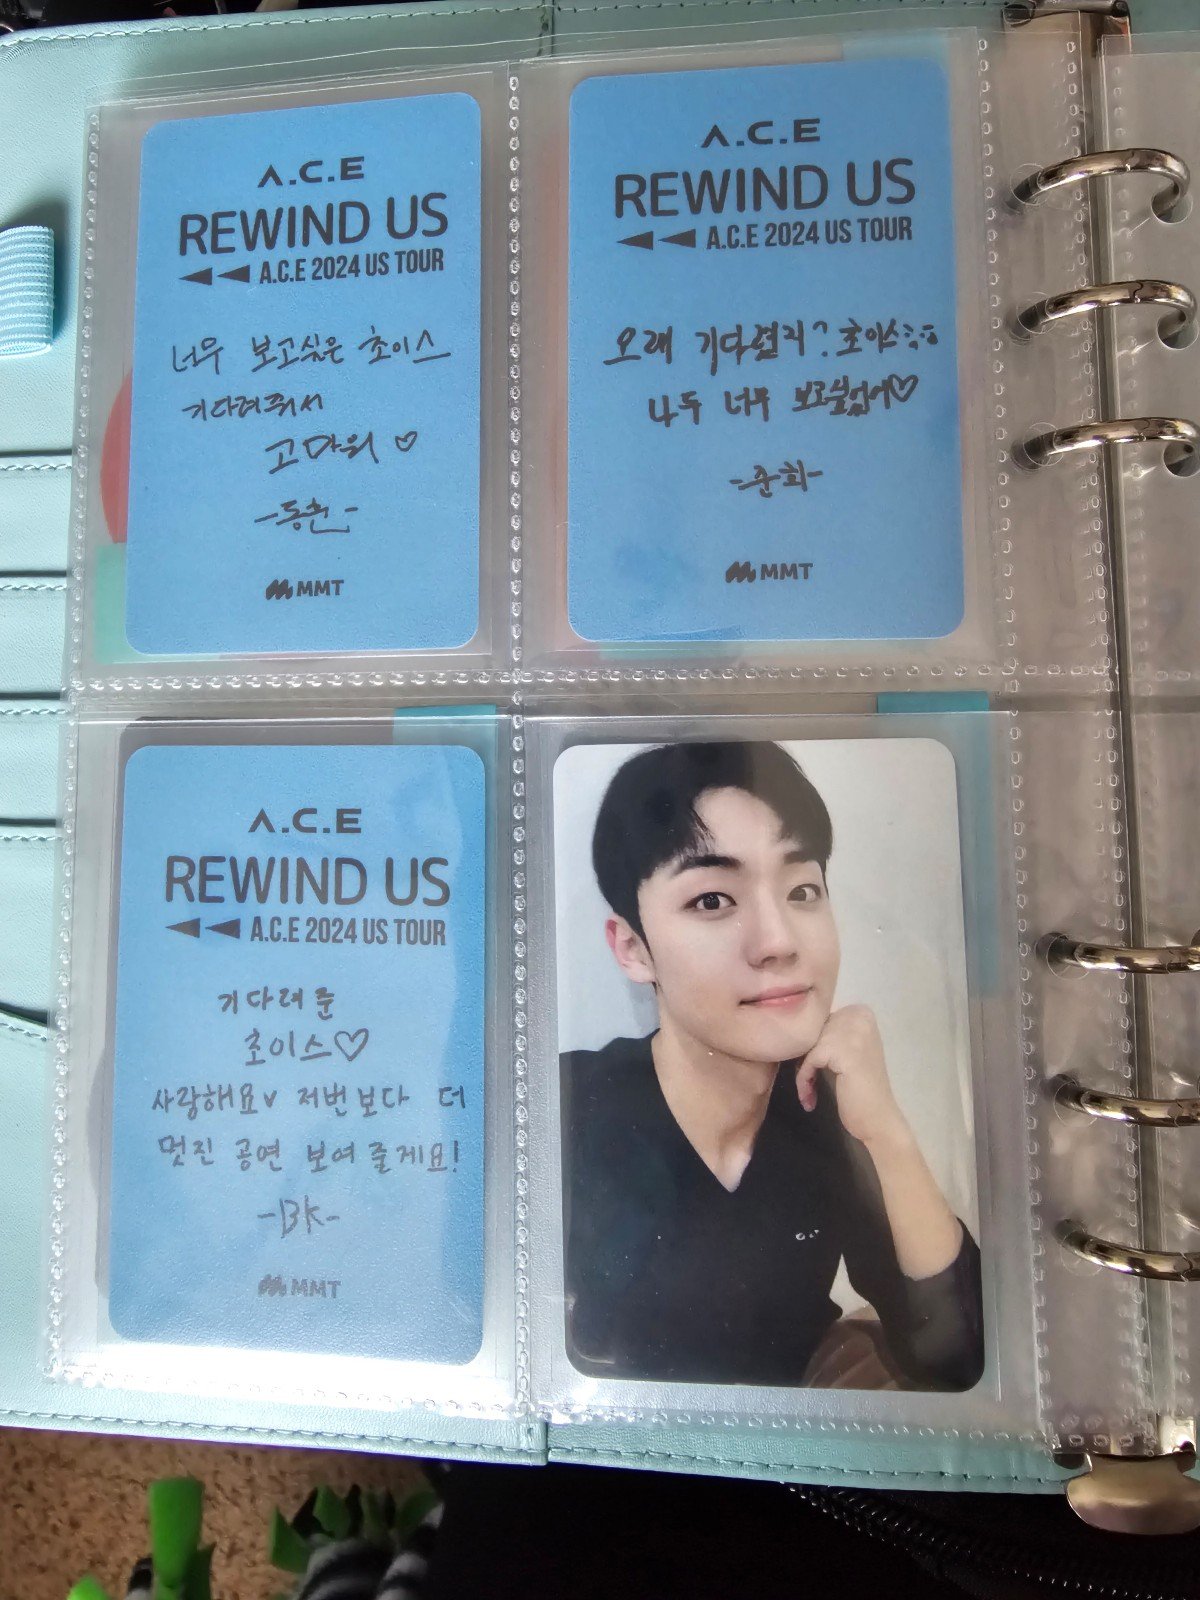 A.C.E
REWIND US
A.C.E 2024 US TOUR
너무 보고싶은 초이스
기다려줘서
고마워 ♡
-동훈-
MMT
A.C.E
REWIND US
A.C.E 2024 US TOUR
오래 기다렸지? 초이스
나두 너무 보고싶었어♡
-준희-
MMT
A.C.E
REWIND US
A.C.E 2024 US TOUR
기다려준
초이스♡
사랑해요♥ 저번보다 더
멋진 공연 보여줄게요!
-BK-
MMT